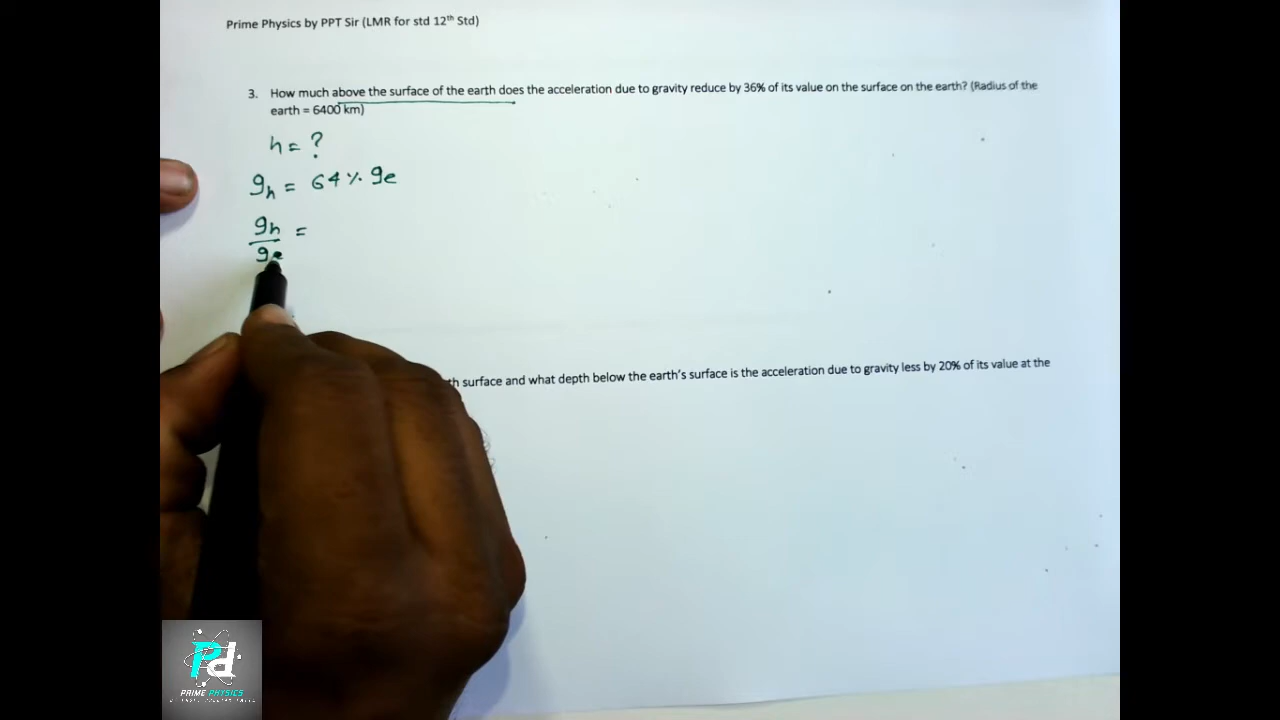 Prime Physics by PPT Sir (LMR for std 12th Std)
3. How much above the surface of the earth does the acceleration due to gravity reduce by 36% of its value on the surface on the earth? (Radius of the
earth = 6400 km)
h = ?
gh = 64% ge
gh/ge =
surface and what depth below the earth's surface is the acceleration due to gravity less by 20% of its value at the
Pd
PRIME PHYSICS